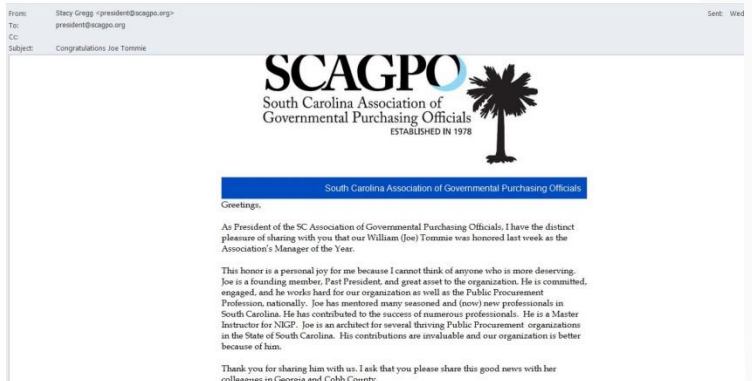 From: Stacy Gregg <president@scagpo.org> Sent: Wed
To: president@scagpo.org
Cc:
Subject: Congratulations Joe Tommie
SCAGPO
South Carolina Association of
Governmental Purchasing Officials
ESTABLISHED IN 1978
South Carolina Association of Governmental Purchasing Officials
Greetings,
As President of the SC Association of Governmental Purchasing Officials, I have the distinct
pleasure of sharing with you that our William (Joe) Tommie was honored last week as the
Association's Manager of the Year.
This honor is a personal joy for me because I cannot think of anyone who is more deserving.
Joe is a founding member, Past President, and great asset to the organization. He is committed,
engaged, and he works hard for our organization as well as the Public Procurement
Profession, nationally. Joe has mentored many seasoned and (now) new professionals in
South Carolina. He has contributed to the success of numerous professionals. He is a Master
Instructor for NIGP. Joe is an architect for several thriving Public Procurement organizations
in the State of South Carolina. His contributions are invaluable and our organization is better
because of him.
Thank you for sharing him with us. I ask that you please share this good news with her
colleagues in Georgia and Cobb County.